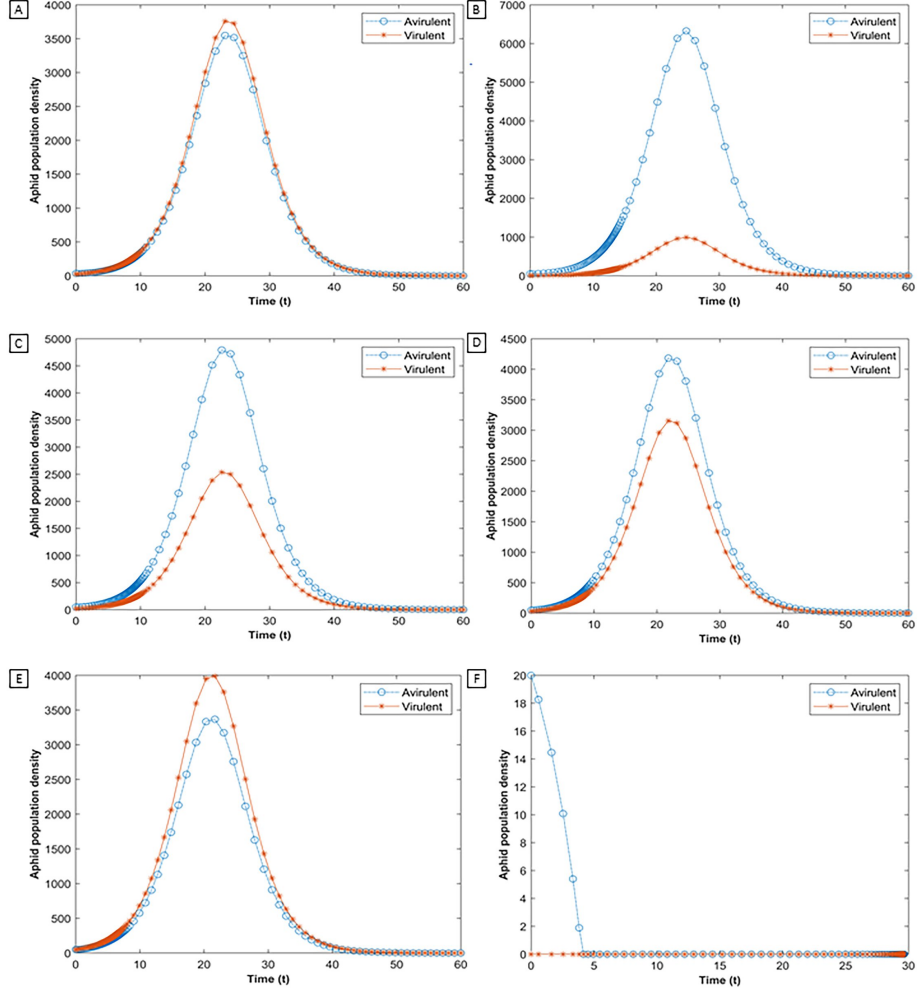 A
Aphid population density
4000
3500
3000
2500
2000
1500
1000
500
0
0 10 20 30 40 50 60
Time (t)
Avirulent
Virulent
B
Aphid population density
7000
6000
5000
4000
3000
2000
1000
0
0 10 20 30 40 50 60
Time (t)
Avirulent
Virulent
C
Aphid population density
5000
4500
4000
3500
3000
2500
2000
1500
1000
500
0
0 10 20 30 40 50 60
Time (t)
Avirulent
Virulent
D
Aphid population density
4500
4000
3500
3000
2500
2000
1500
1000
500
0
0 10 20 30 40 50 60
Time (t)
Avirulent
Virulent
E
Aphid population density
4000
3500
3000
2500
2000
1500
1000
500
0
0 10 20 30 40 50 60
Time (t)
Avirulent
Virulent
F
Aphid population density
20
18
16
14
12
10
8
6
4
2
0
0 5 10 15 20 25 30
Time (t)
Avirulent
Virulent